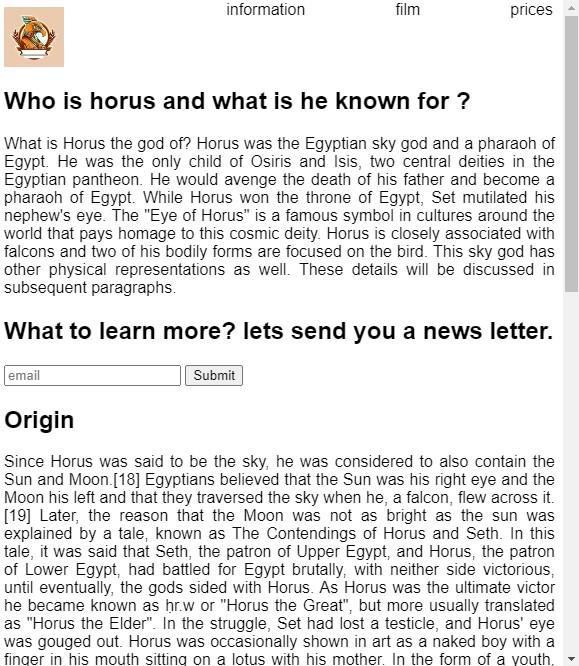 information film prices
Who is horus and what is he known for ?
What is Horus the god of? Horus was the Egyptian sky god and a pharaoh of
Egypt. He was the only child of Osiris and Isis, two central deities in the
Egyptian pantheon. He would avenge the death of his father and become a
pharaoh of Egypt. While Horus won the throne of Egypt, Set mutilated his
nephew's eye. The "Eye of Horus" is a famous symbol in cultures around the
world that pays homage to this cosmic deity. Horus is closely associated with
falcons and two of his bodily forms are focused on the bird. This sky god has
other physical representations as well. These details will be discussed in
subsequent paragraphs.
What to learn more? lets send you a news letter.
email Submit
Origin
Since Horus was said to be the sky, he was considered to also contain the
Sun and Moon.[18] Egyptians believed that the Sun was his right eye and the
Moon his left and that they traversed the sky when he, a falcon, flew across it.
[19] Later, the reason that the Moon was not as bright as the sun was
explained by a tale, known as The Contendings of Horus and Seth. In this
tale, it was said that Seth, the patron of Upper Egypt, and Horus, the patron
of Lower Egypt, had battled for Egypt brutally, with neither side victorious,
until eventually, the gods sided with Horus. As Horus was the ultimate victor
he became known as ḥr.w or "Horus the Great", but more usually translated
as "Horus the Elder". In the struggle, Set had lost a testicle, and Horus' eye
was gouged out. Horus was occasionally shown in art as a naked boy with a
finger in his mouth sitting on a lotus with his mother. In the form of a youth,